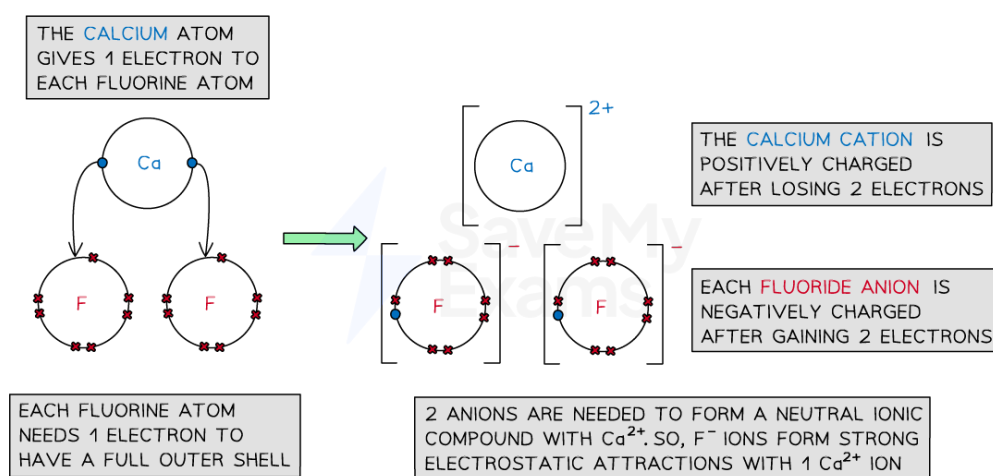 THE CALCIUM ATOM
GIVES 1 ELECTRON TO
EACH FLUORINE ATOM
Ca
F
F
Ca
2+
F
−
F
−
THE CALCIUM CATION IS
POSITIVELY CHARGED
AFTER LOSING 2 ELECTRONS
EACH FLUORIDE ANION IS
NEGATIVELY CHARGED
AFTER GAINING 2 ELECTRONS
EACH FLUORINE ATOM
NEEDS 1 ELECTRON TO
HAVE A FULL OUTER SHELL
2 ANIONS ARE NEEDED TO FORM A NEUTRAL IONIC
COMPOUND WITH Ca²⁺. SO, F⁻ IONS FORM STRONG
ELECTROSTATIC ATTRACTIONS WITH 1 Ca²⁺ ION
SaveMy
Exams